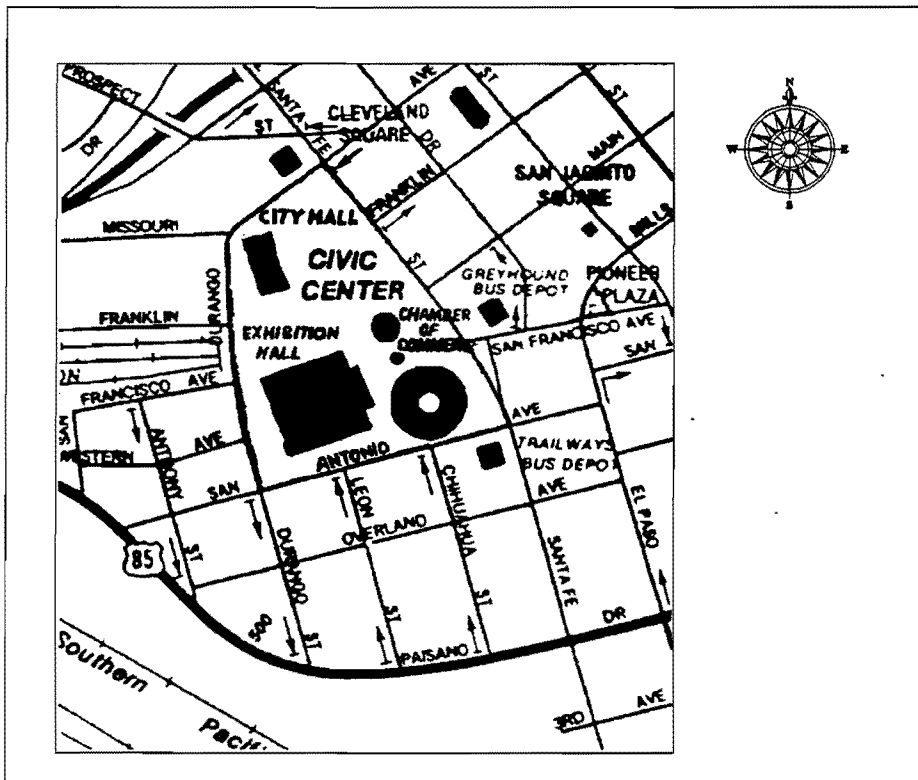 N
W E
S
PROSPECT
ST
DR
SANTA FE
AVE
ST
ST
CLEVELAND
SQUARE
DR
MAIN
FRANKLIN
SAN JACINTO
SQUARE
MILLS
MISSOURI
CITY HALL
CIVIC
CENTER
ST
GREYHOUND
BUS DEPOT
PIONEER
PLAZA
DURANGO
FRANKLIN
EXHIBITION
HALL
CHAMBER
OF
COMMERCE
SAN FRANCISCO AVE
SAN
FRANCISCO AVE
SAN
WESTERN AVE
ANTHONY
ST
SAN ANTONIO AVE
TRAILWAYS
BUS DEPOT
LEON
ST
CHIHUAHUA
ST
OVERLAND AVE
EL PASO
SANTA FE
DURANGO
ST
85
500
PAISANO DR
3RD AVE
Southern
Pacific